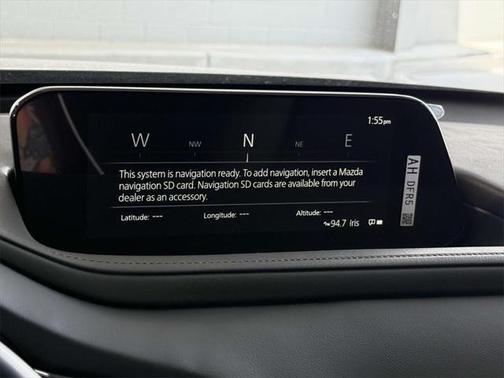 1:55pm
W NW N NE E
This system is navigation ready. To add navigation, insert a Mazda
navigation SD card. Navigation SD cards are available from your
dealer as an accessory.
Latitude: --- Longitude: --- Altitude: ---
94.7 Iris
AH DFR5